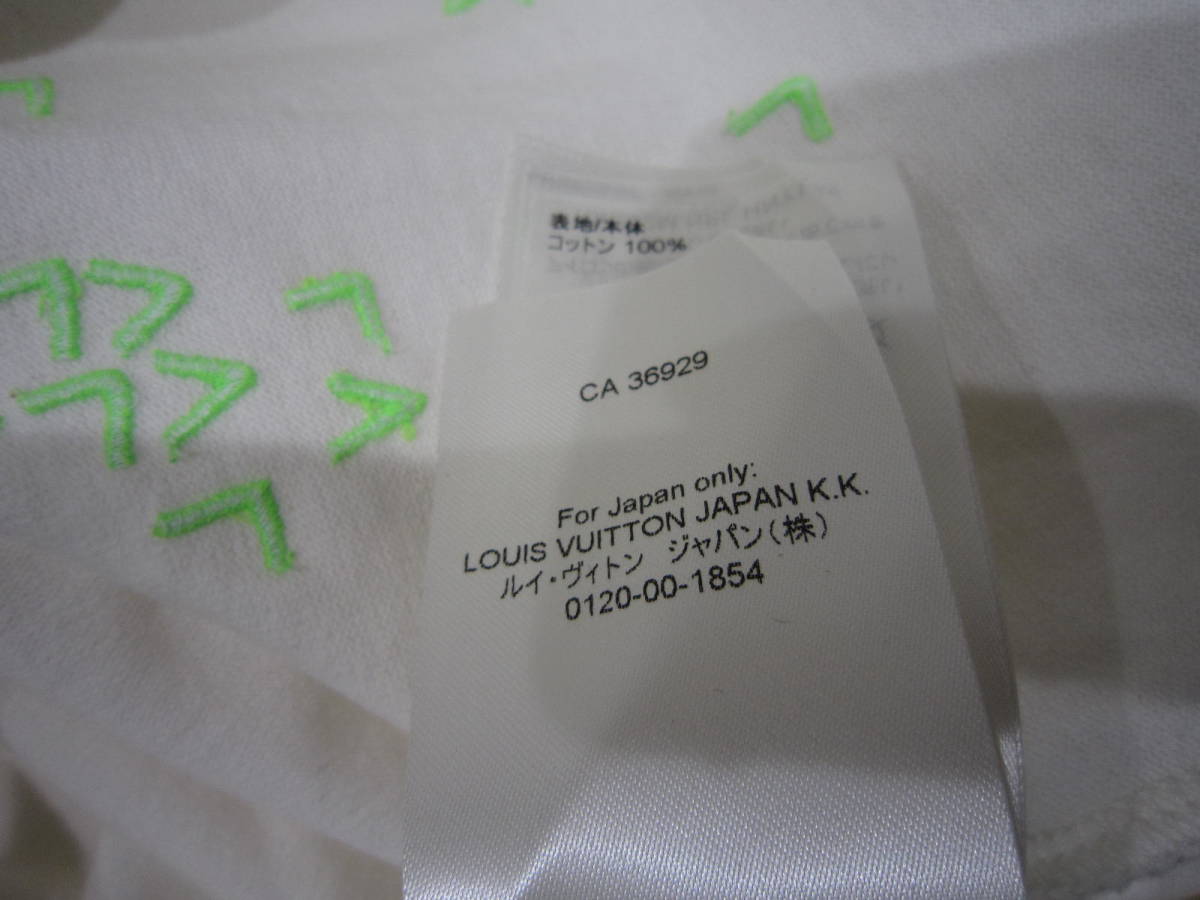 表地/本体
コットン 100%
CA 36929
For Japan only:
LOUIS VUITTON JAPAN K.K.
ルイ・ヴィトン ジャパン(株)
0120-00-1854